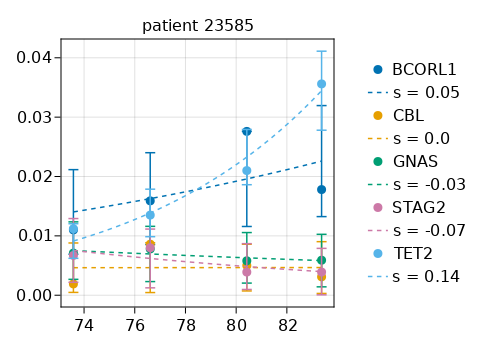 patient 23585
0.04
0.03
0.02
0.01
0.00
74
76
78
80
82
BCORL1
s = 0.05
CBL
s = 0.0
GNAS
s = -0.03
STAG2
s = -0.07
TET2
s = 0.14